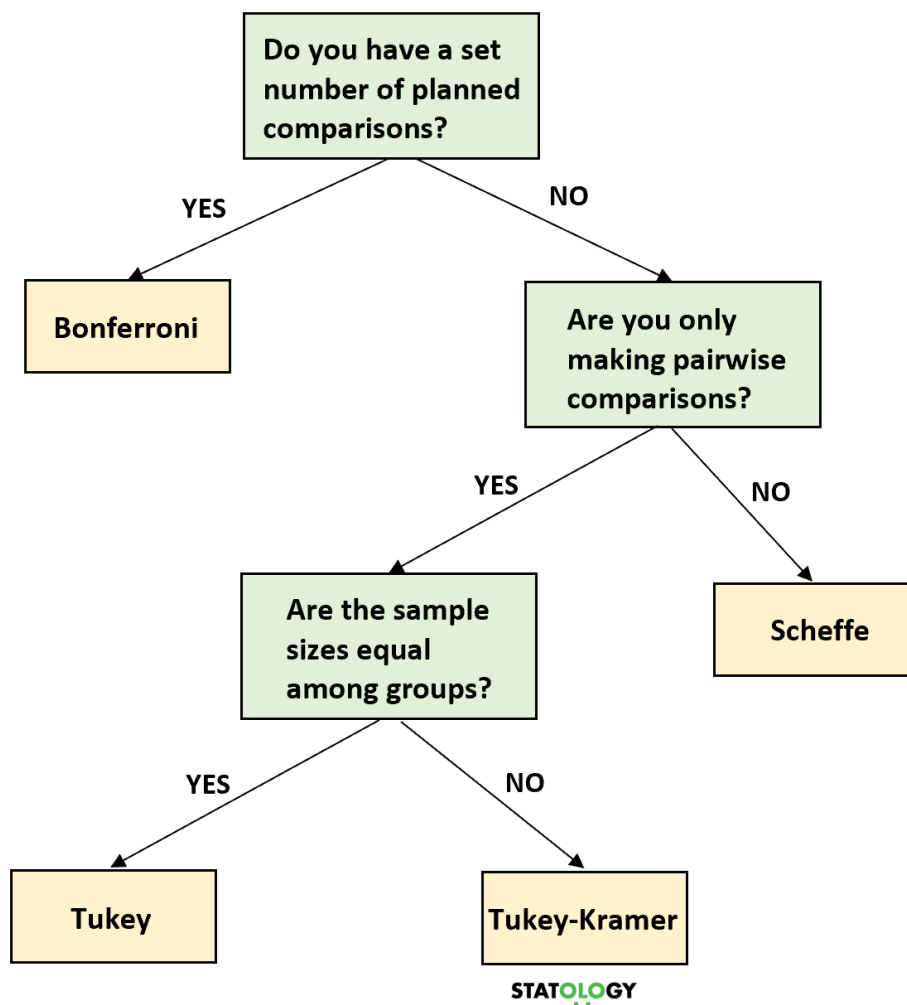 Do you have a set
number of planned
comparisons?
YES
NO
Bonferroni
Are you only
making pairwise
comparisons?
YES
NO
Are the sample
sizes equal
among groups?
Scheffe
YES
NO
Tukey
Tukey-Kramer
STATOLOGY